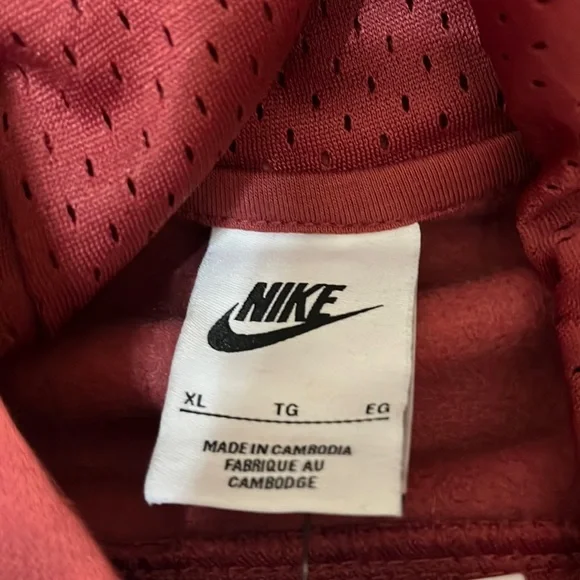 NIKE
XL TG EG
MADE IN CAMBODIA
FABRIQUE AU
CAMBODGE